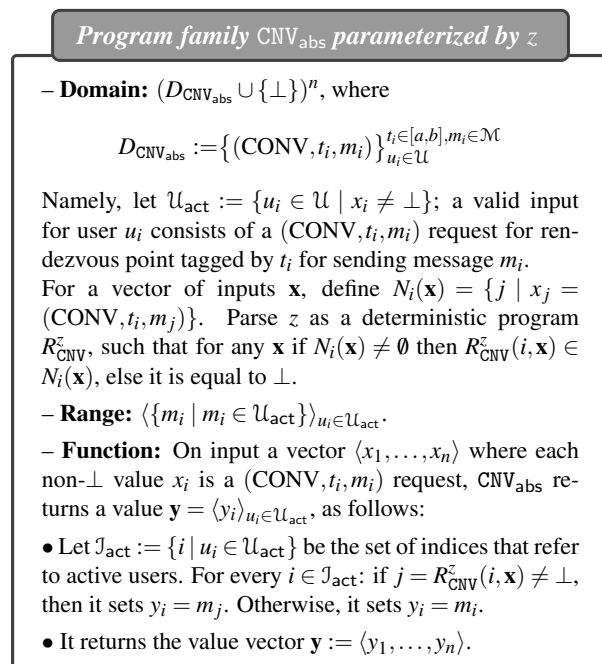 Program family CNV_abs parameterized by z
– Domain: (D_CNV_abs ∪ {⊥})^n, where
D_CNV_abs := {(CONV, t_i, m_i)}_{u_i∈𝒰}^{t_i∈[a,b], m_i∈ℳ}
Namely, let 𝒰_act := {u_i ∈ 𝒰 | x_i ≠ ⊥}; a valid input
for user u_i consists of a (CONV, t_i, m_i) request for ren-
dezvous point tagged by t_i for sending message m_i.
For a vector of inputs x, define N_i(x) = {j | x_j =
(CONV, t_i, m_j)}. Parse z as a deterministic program
R^z_CNV, such that for any x if N_i(x) ≠ ∅ then R^z_CNV(i, x) ∈
N_i(x), else it is equal to ⊥.
– Range: ⟨{m_i | m_i ∈ 𝒰_act}⟩_{u_i∈𝒰_act}.
– Function: On input a vector ⟨x_1, …, x_n⟩ where each
non-⊥ value x_i is a (CONV, t_i, m_i) request, CNV_abs re-
turns a value y = ⟨y_i⟩_{u_i∈𝒰_act}, as follows:
• Let ℐ_act := {i | u_i ∈ 𝒰_act} be the set of indices that refer
to active users. For every i ∈ ℐ_act: if j = R^z_CNV(i, x) ≠ ⊥,
then it sets y_i = m_j. Otherwise, it sets y_i = m_i.
• It returns the value vector y := ⟨y_1, …, y_n⟩.